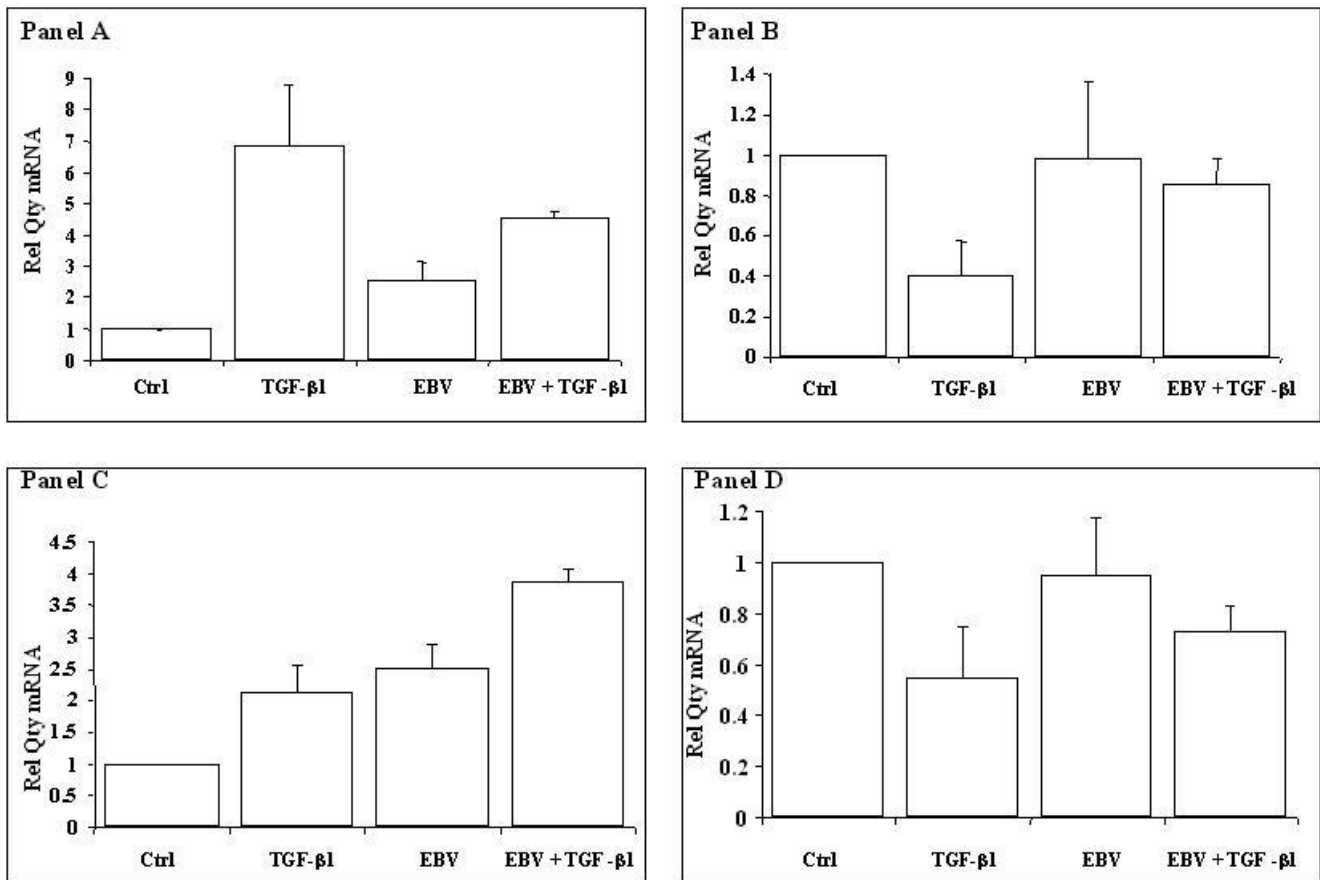 Panel A
Rel Qty mRNA
9
8
7
6
5
4
3
2
1
0
Ctrl TGF-β1 EBV EBV + TGF -β1
Panel B
Rel Qty mRNA
1.4
1.2
1
0.8
0.6
0.4
0.2
0
Ctrl TGF-β1 EBV EBV + TGF -β1
Panel C
Rel Qty mRNA
4.5
4
3.5
3
2.5
2
1.5
1
0.5
0
Ctrl TGF-β1 EBV EBV + TGF -β1
Panel D
Rel Qty mRNA
1.2
1
0.8
0.6
0.4
0.2
0
Ctrl TGF-β1 EBV EBV + TGF -β1